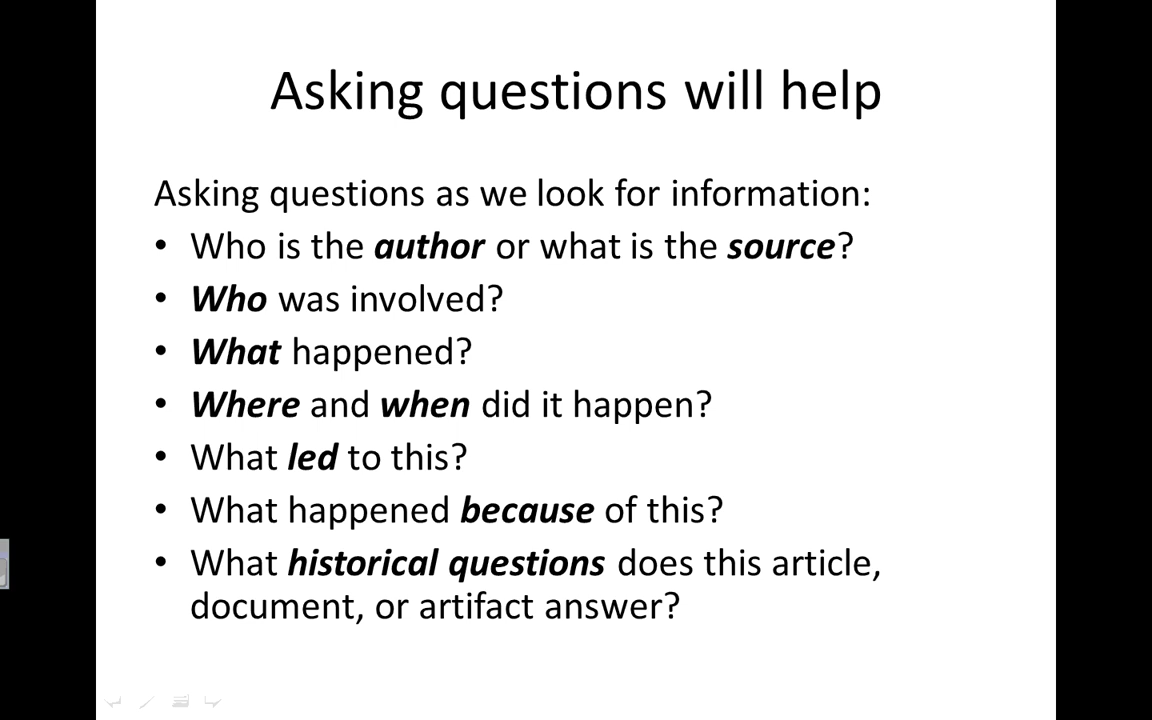 Asking questions will help
Asking questions as we look for information:
• Who is the author or what is the source?
• Who was involved?
• What happened?
• Where and when did it happen?
• What led to this?
• What happened because of this?
• What historical questions does this article,
document, or artifact answer?